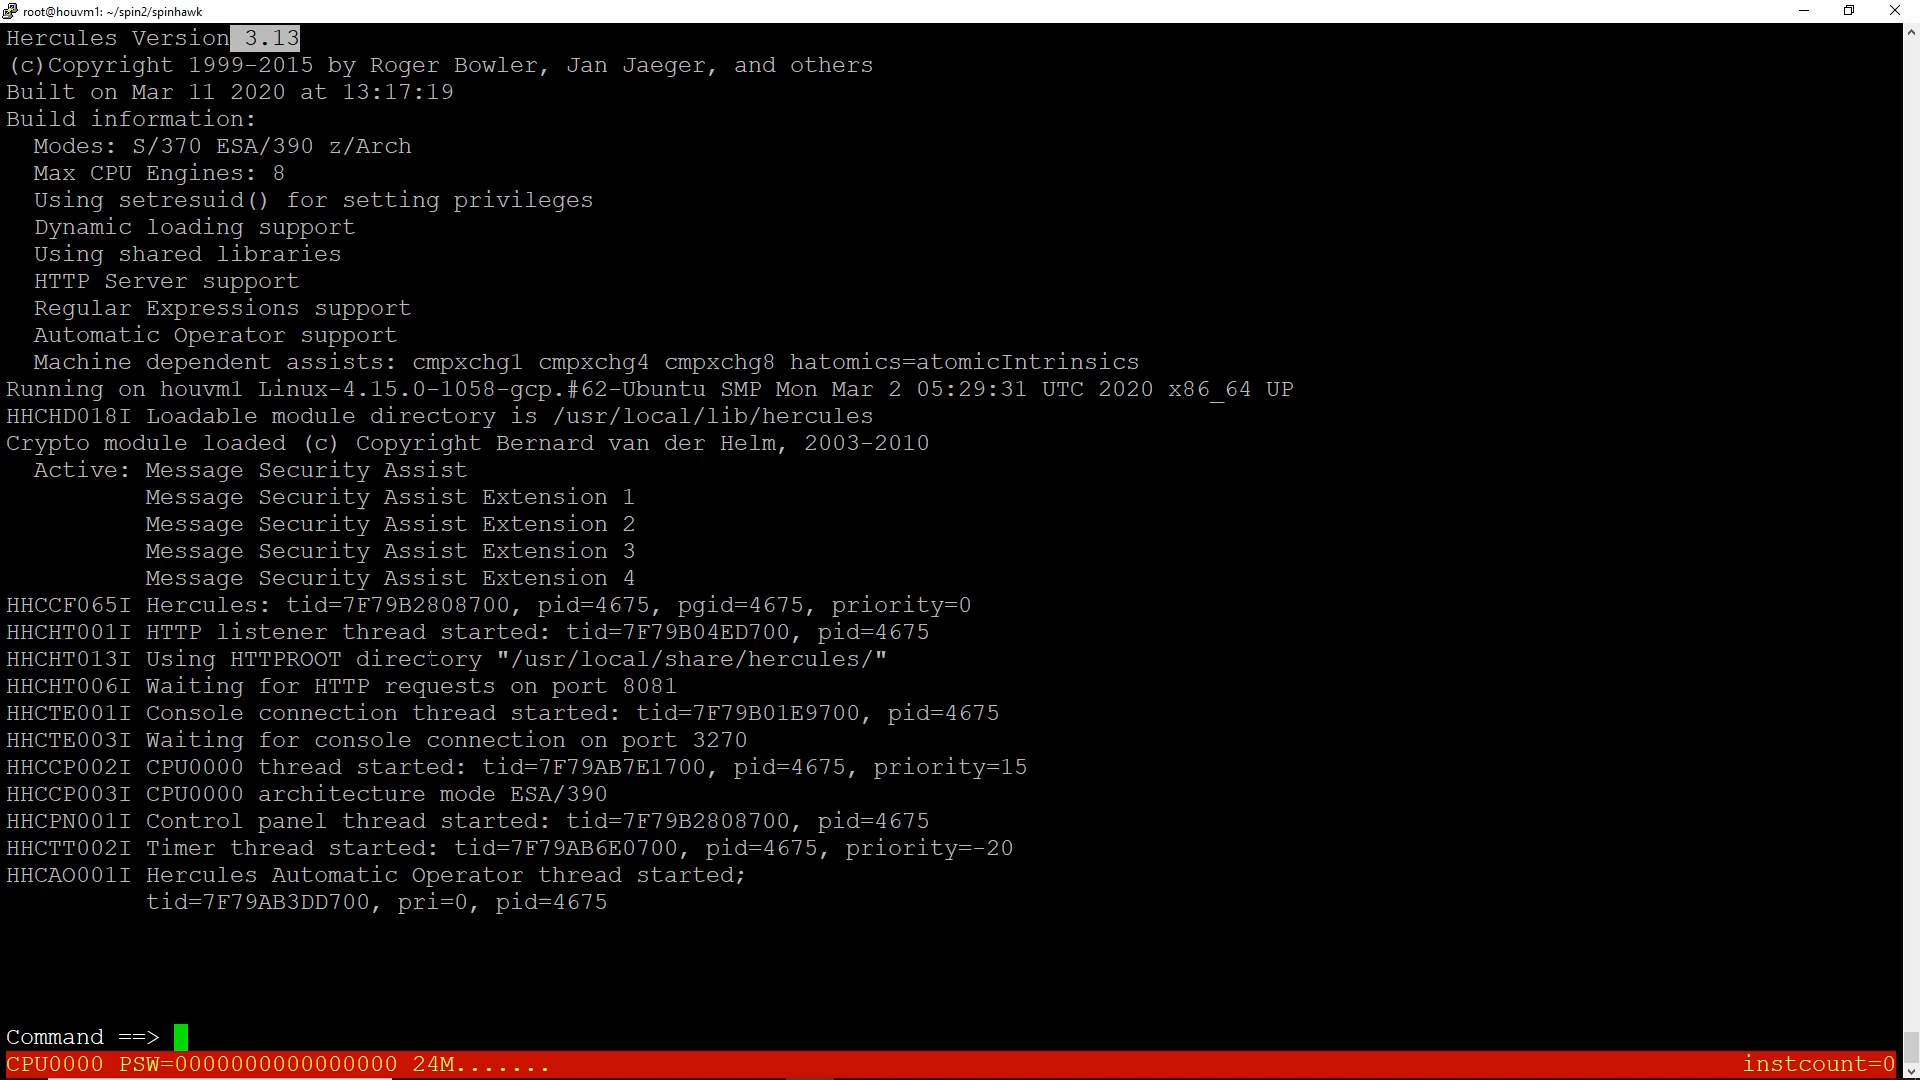 root@houvm1: ~/spin2/spinhawk
Hercules Version 3.13
(c)Copyright 1999-2015 by Roger Bowler, Jan Jaeger, and others
Built on Mar 11 2020 at 13:17:19
Build information:
  Modes: S/370 ESA/390 z/Arch
  Max CPU Engines: 8
  Using setresuid() for setting privileges
  Dynamic loading support
  Using shared libraries
  HTTP Server support
  Regular Expressions support
  Automatic Operator support
  Machine dependent assists: cmpxchg1 cmpxchg4 cmpxchg8 hatomics=atomicIntrinsics
Running on houvm1 Linux-4.15.0-1058-gcp.#62-Ubuntu SMP Mon Mar 2 05:29:31 UTC 2020 x86_64 UP
HHCHD018I Loadable module directory is /usr/local/lib/hercules
Crypto module loaded (c) Copyright Bernard van der Helm, 2003-2010
  Active: Message Security Assist
          Message Security Assist Extension 1
          Message Security Assist Extension 2
          Message Security Assist Extension 3
          Message Security Assist Extension 4
HHCCF065I Hercules: tid=7F79B2808700, pid=4675, pgid=4675, priority=0
HHCHT001I HTTP listener thread started: tid=7F79B04ED700, pid=4675
HHCHT013I Using HTTPROOT directory "/usr/local/share/hercules/"
HHCHT006I Waiting for HTTP requests on port 8081
HHCTE001I Console connection thread started: tid=7F79B01E9700, pid=4675
HHCTE003I Waiting for console connection on port 3270
HHCCP002I CPU0000 thread started: tid=7F79AB7E1700, pid=4675, priority=15
HHCCP003I CPU0000 architecture mode ESA/390
HHCPN001I Control panel thread started: tid=7F79B2808700, pid=4675
HHCTT002I Timer thread started: tid=7F79AB6E0700, pid=4675, priority=-20
HHCAO001I Hercules Automatic Operator thread started;
          tid=7F79AB3DD700, pri=0, pid=4675
Command ==>
CPU0000 PSW=0000000000000000 24M....... instcount=0